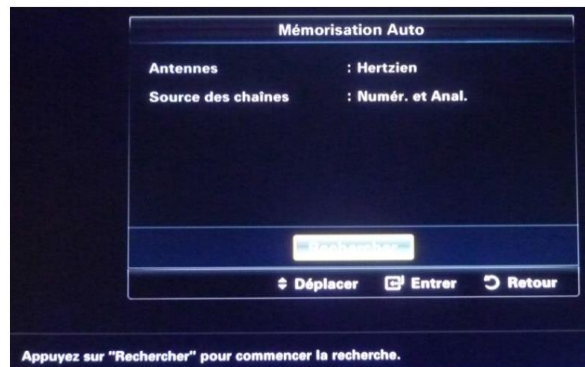 Mémorisation Auto
Antennes : Hertzien
Source des chaînes : Numér. et Anal.
Rechercher
Déplacer Entrer Retour
Appuyez sur "Rechercher" pour commencer la recherche.